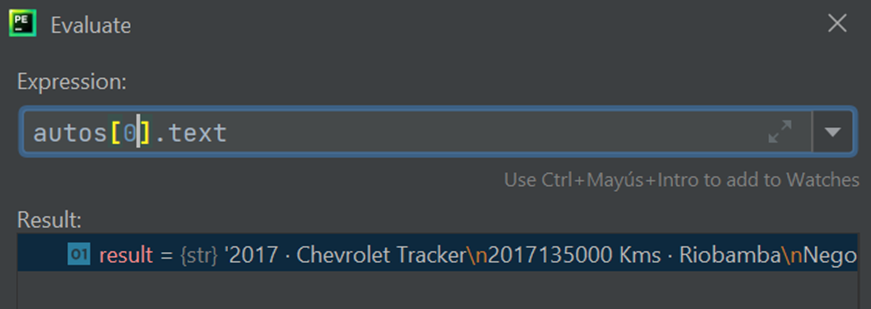 PE
Evaluate
Expression:
autos[0].text
Use Ctrl+Mayús+Intro to add to Watches
Result:
01 result = {str} '2017 · Chevrolet Tracker\n2017135000 Kms · Riobamba\nNego